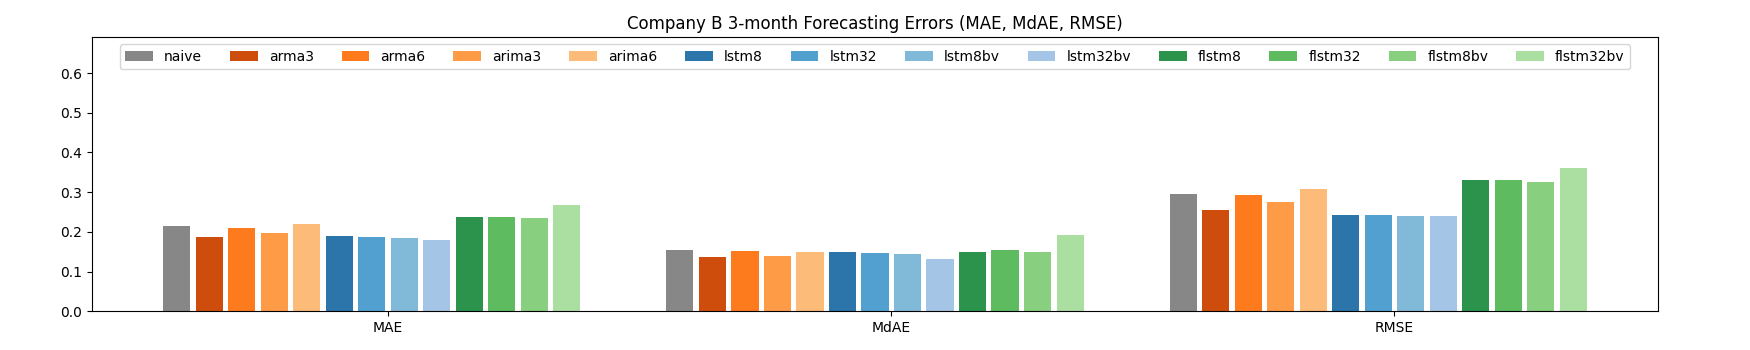 Company B 3-month Forecasting Errors (MAE, MdAE, RMSE)
naive arma3 arma6 arima3 arima6 lstm8 lstm32 lstm8bv lstm32bv flstm8 flstm32 flstm8bv flstm32bv
0.6
0.5
0.4
0.3
0.2
0.1
0.0
MAE MdAE RMSE